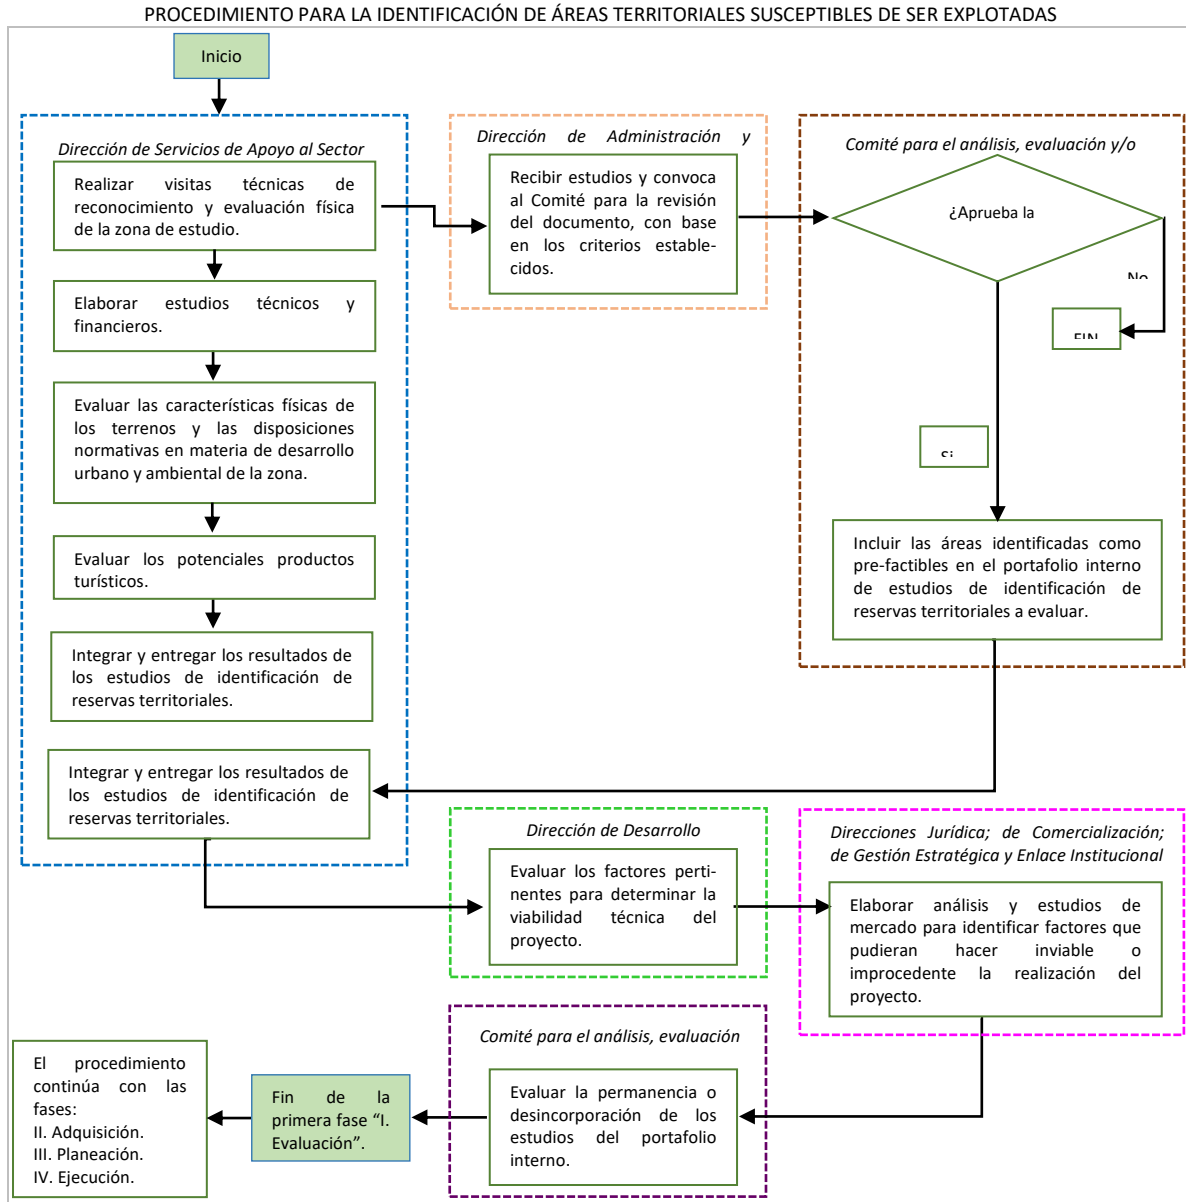 PROCEDIMIENTO PARA LA IDENTIFICACIÓN DE ÁREAS TERRITORIALES SUSCEPTIBLES DE SER EXPLOTADAS
Inicio
Dirección de Servicios de Apoyo al Sector
Realizar visitas técnicas de
reconocimiento y evaluación física
de la zona de estudio.
Elaborar estudios técnicos y
financieros.
Evaluar las características físicas de
los terrenos y las disposiciones
normativas en materia de desarrollo
urbano y ambiental de la zona.
Evaluar los potenciales productos
turísticos.
Integrar y entregar los resultados de
los estudios de identificación de
reservas territoriales.
Integrar y entregar los resultados de
los estudios de identificación de
reservas territoriales.
Dirección de Administración y
Recibir estudios y convoca
al Comité para la revisión
del documento, con base
en los criterios estable-
cidos.
Comité para el análisis, evaluación y/o
¿Aprueba la
No
FIN
Si
Incluir las áreas identificadas como
pre-factibles en el portafolio interno
de estudios de identificación de
reservas territoriales a evaluar.
Dirección de Desarrollo
Evaluar los factores perti-
nentes para determinar la
viabilidad técnica del
proyecto.
Direcciones Jurídica; de Comercialización;
de Gestión Estratégica y Enlace Institucional
Elaborar análisis y estudios de
mercado para identificar factores que
pudieran hacer inviable o
improcedente la realización del
proyecto.
Comité para el análisis, evaluación
Evaluar la permanencia o
desincorporación de los
estudios del portafolio
interno.
Fin de la
primera fase “I.
Evaluación”.
El procedimiento
continúa con las
fases:
II. Adquisición.
III. Planeación.
IV. Ejecución.